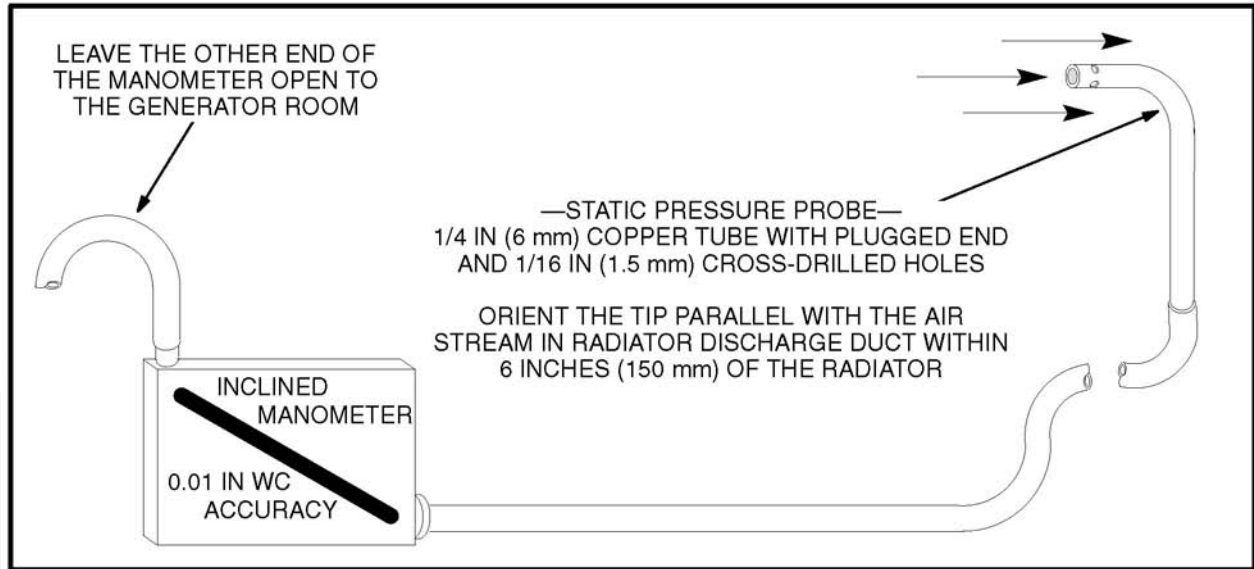 LEAVE THE OTHER END OF
THE MANOMETER OPEN TO
THE GENERATOR ROOM
—STATIC PRESSURE PROBE—
1/4 IN (6 mm) COPPER TUBE WITH PLUGGED END
AND 1/16 IN (1.5 mm) CROSS-DRILLED HOLES
ORIENT THE TIP PARALLEL WITH THE AIR
STREAM IN RADIATOR DISCHARGE DUCT WITHIN
6 INCHES (150 mm) OF THE RADIATOR
INCLINED
MANOMETER
0.01 IN WC
ACCURACY